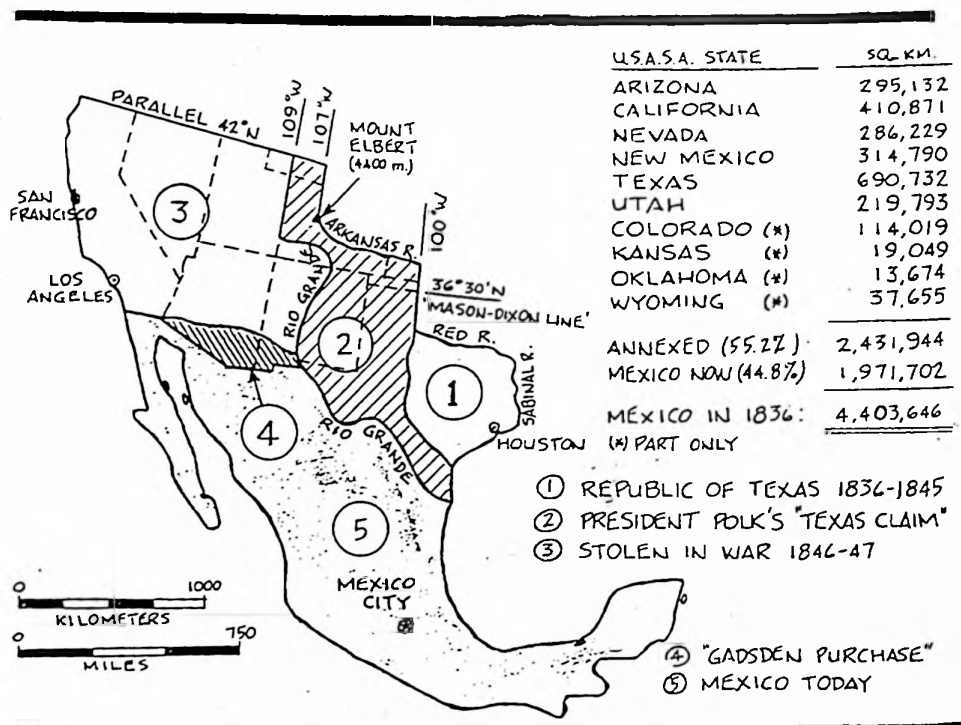 PARALLEL 42°N
109°W
107°W
MOUNT
ELBERT
(4400 m.)
SAN
FRANCISCO
3
ARKANSAS R.
100°W
LOS
ANGELES
RIO GRANDE
36°30'N
"MASON-DIXON LINE"
RED R.
2
1
SABINAL R.
HOUSTON
4
RIO GRANDE
5
MEXICO
CITY
0 1000
KILOMETERS
0 750
MILES
U.S.A.S.A. STATE SQ. KM.
ARIZONA 295,132
CALIFORNIA 410,871
NEVADA 286,229
NEW MEXICO 314,790
TEXAS 690,732
UTAH 219,793
COLORADO (*) 114,019
KANSAS (*) 19,049
OKLAHOMA (*) 13,674
WYOMING (*) 37,655
ANNEXED (55.2%) 2,431,944
MEXICO NOW (44.8%) 1,971,702
MEXICO IN 1836: 4,403,646
(*) PART ONLY
1 REPUBLIC OF TEXAS 1836-1845
2 PRESIDENT POLK'S "TEXAS CLAIM"
3 STOLEN IN WAR 1846-47
4 "GADSDEN PURCHASE"
5 MEXICO TODAY